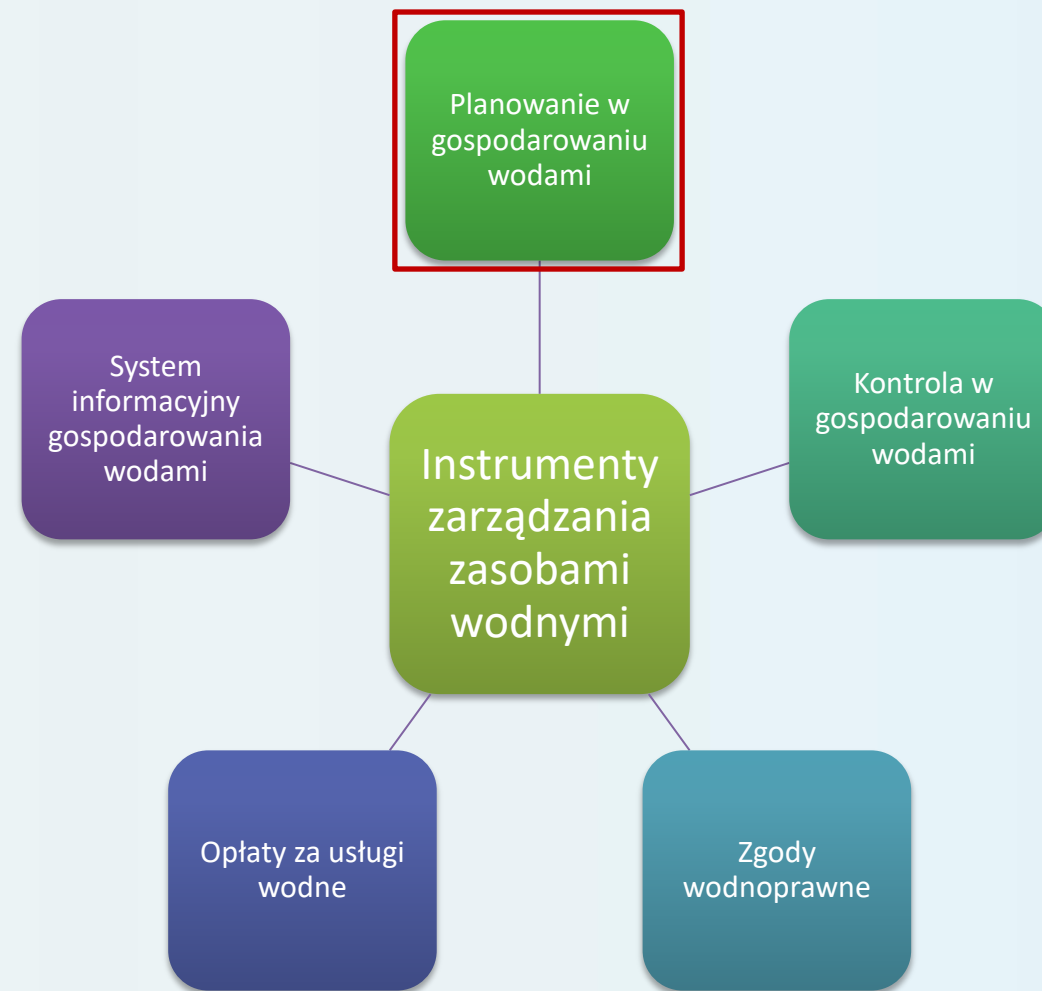 Planowanie w
gospodarowaniu
wodami
System
informacyjny
gospodarowania
wodami
Kontrola w
gospodarowaniu
wodami
Instrumenty
zarządzania
zasobami
wodnymi
Opłaty za usługi
wodne
Zgody
wodnoprawne